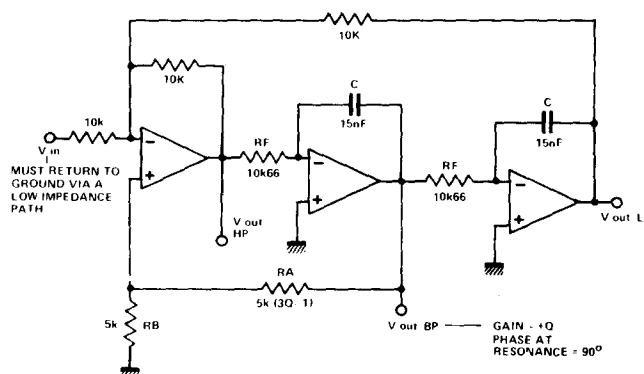 10K
10K
C
15nF
C
15nF
10k
V in
MUST RETURN TO
GROUND VIA A
LOW IMPEDANCE
PATH
−
+
RF
10k66
−
+
RF
10k66
−
+
V out L
V out
HP
RA
5k (3Q-1)
5k RB
V out BP — GAIN - +Q
PHASE AT
RESONANCE = 90°